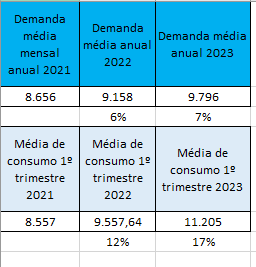 Demanda média mensal anual 2021 Demanda média anual 2022 Demanda média anual 2023
8.656 9.158 9.796
6% 7%
Média de consumo 1º trimestre 2021 Média de consumo 1º trimestre 2022 Média de consumo 1º trimestre 2023
8.557 9.557,64 11.205
12% 17%